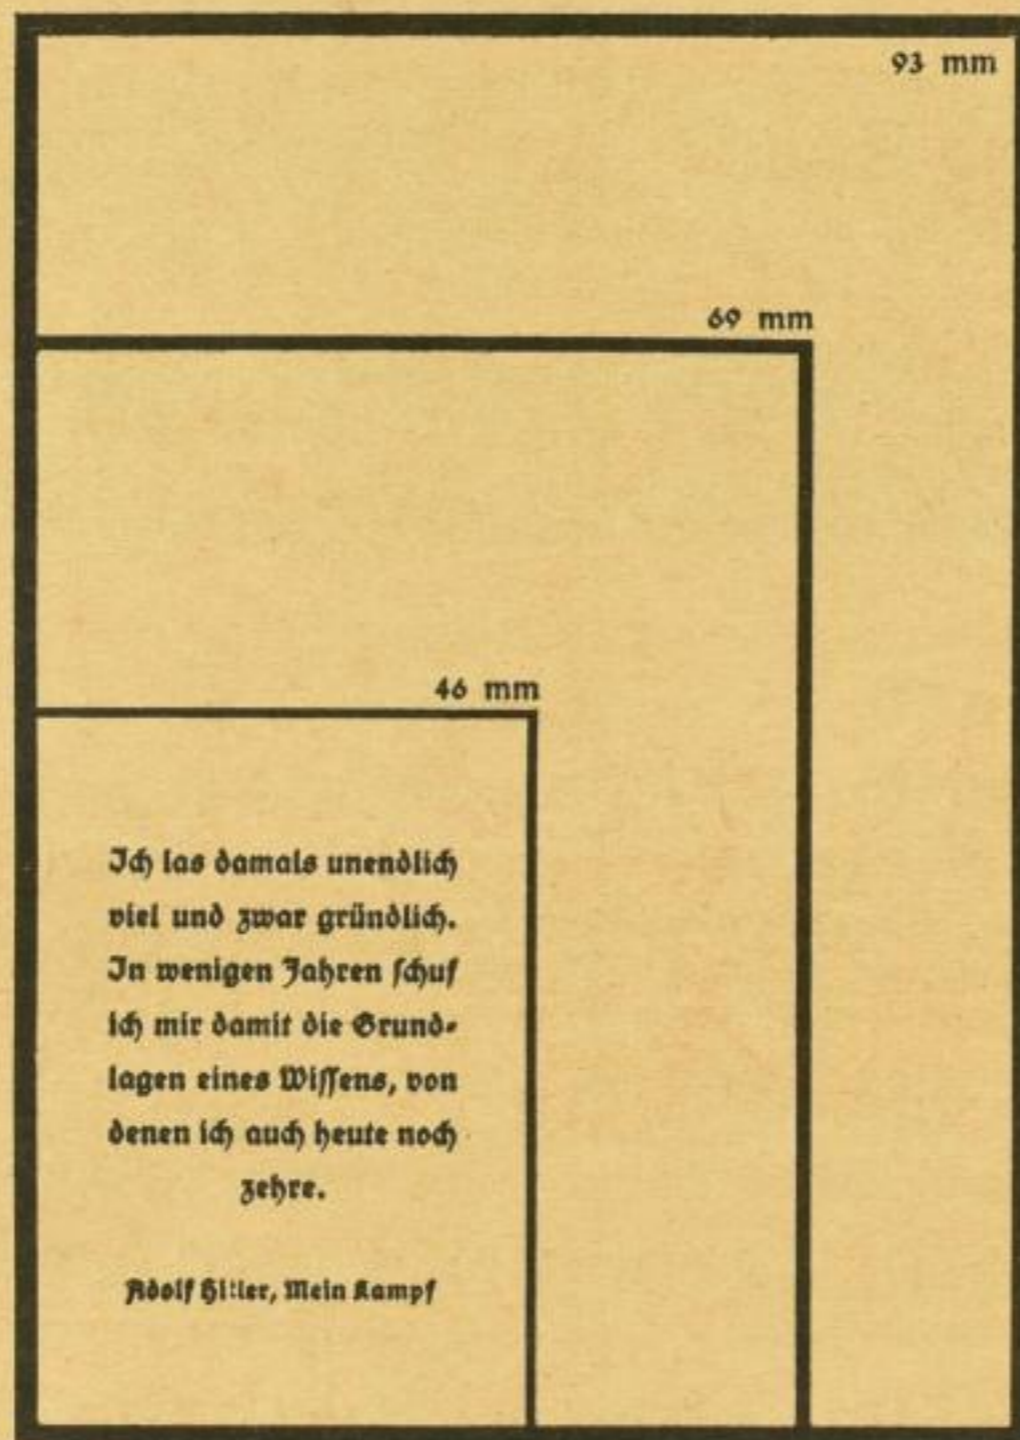 93 mm
69 mm
46 mm
Ich las damals unendlich
viel und zwar gründlich.
In wenigen Jahren schuf
ich mir damit die Grund-
lagen eines Wissens, von
denen ich auch heute noch
zehre.
Adolf Hitler, Mein Kampf